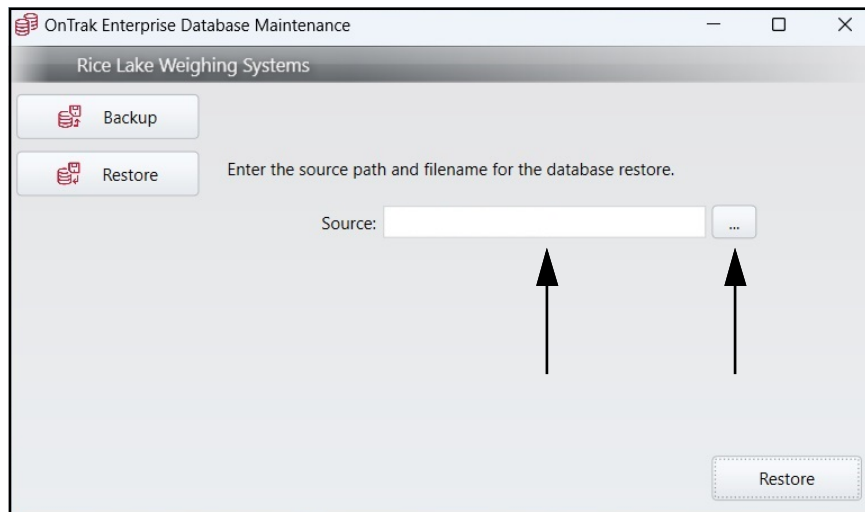 OnTrak Enterprise Database Maintenance
Rice Lake Weighing Systems
Backup
Restore
Enter the source path and filename for the database restore.
Source:
...
Restore